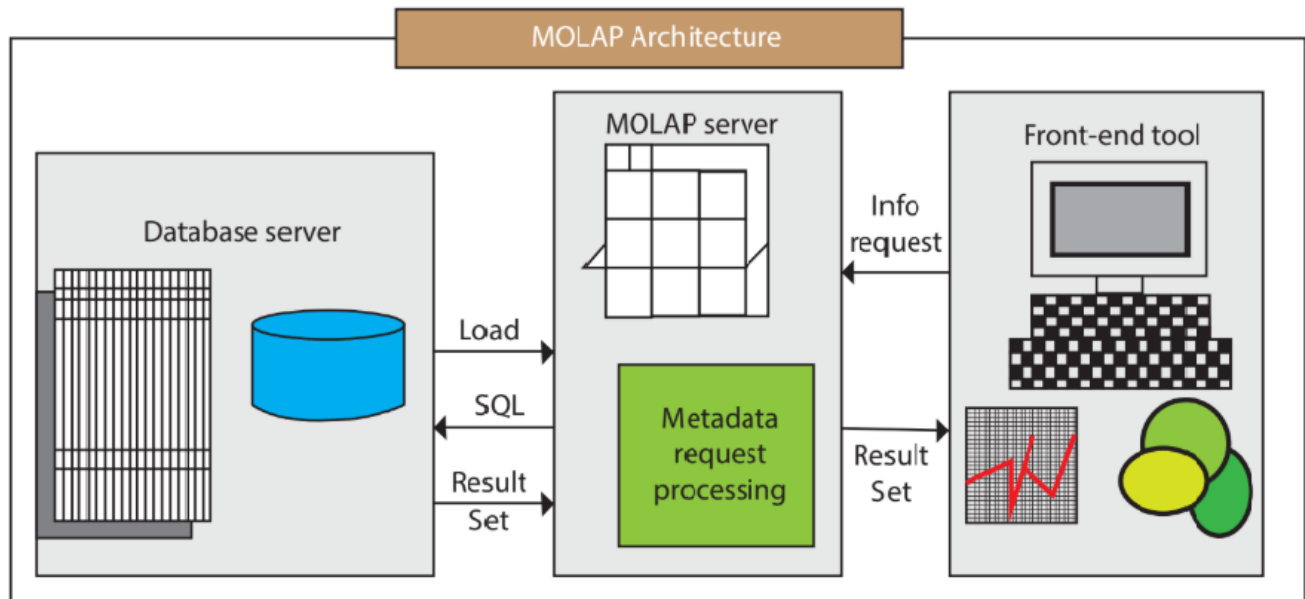 MOLAP Architecture
Database server
Load
SQL
Result
Set
MOLAP server
Metadata
request
processing
Info
request
Result
Set
Front-end tool